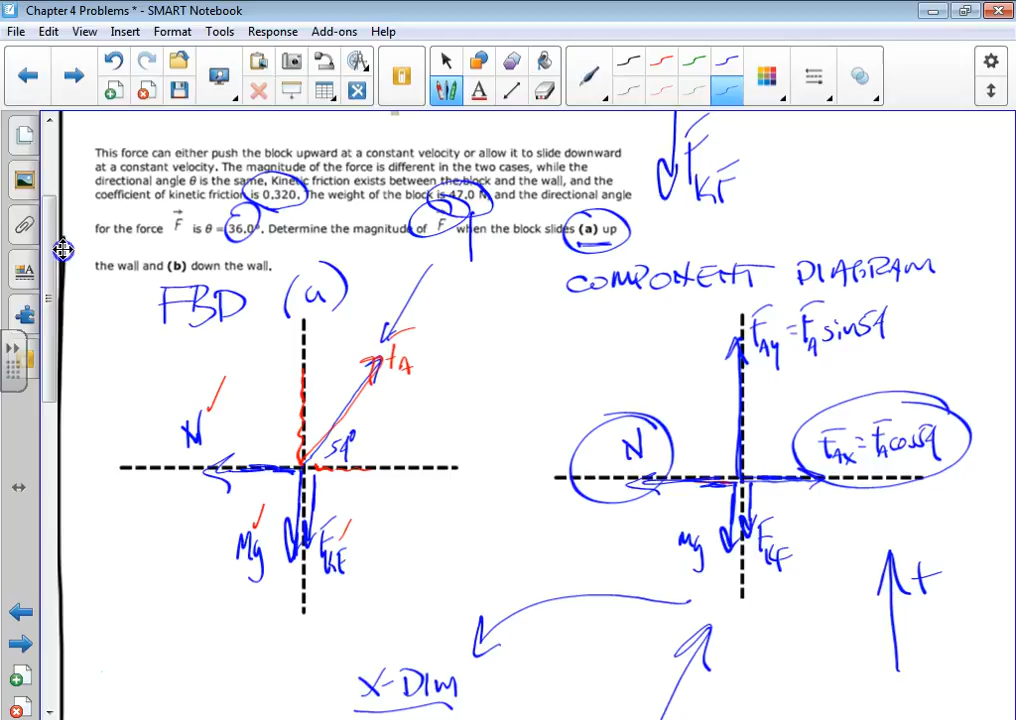 Chapter 4 Problems * - SMART Notebook
File Edit View Insert Format Tools Response Add-ons Help
This force can either push the block upward at a constant velocity or allow it to slide downward
at a constant velocity. The magnitude of the force is different in the two cases, while the
directional angle θ is the same. Kinetic friction exists between the block and the wall, and the
coefficient of kinetic friction is 0.320. The weight of the block is 47.0 N, and the directional angle
for the force F is θ = 36.0°. Determine the magnitude of F when the block slides (a) up
the wall and (b) down the wall.
FKF
FBD (a)
COMPONENT DIAGRAM
FAy = FA sin54
FA
N
54°
N
FAx = FA cos54
Mg
FKF
Mg
FKF
+
X-DIM